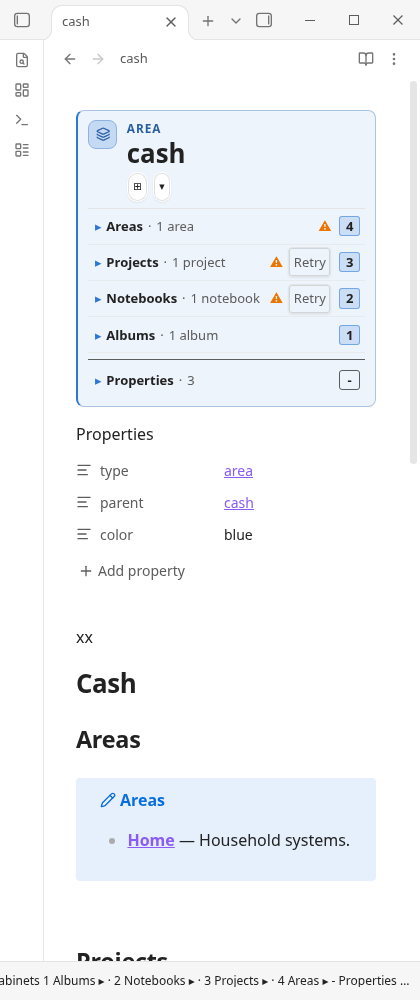 cash
cash
AREA
cash
▸ Areas · 1 area 4
▸ Projects · 1 project Retry 3
▸ Notebooks · 1 notebook Retry 2
▸ Albums · 1 album 1
▸ Properties · 3 -
Properties
type area
parent cash
color blue
+ Add property
xx
Cash
Areas
Areas
• Home — Household systems.
Projects
abinets 1 Albums ▸ · 2 Notebooks ▸ · 3 Projects ▸ · 4 Areas ▸ - Properties ...